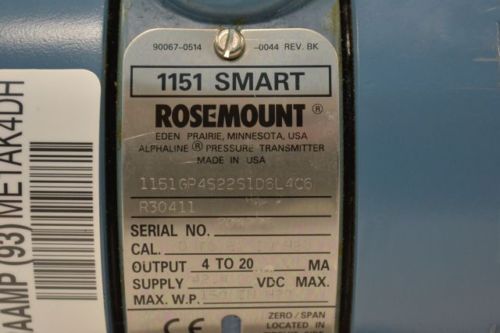 90067-0514 -0044 REV. BK
1151 SMART
ROSEMOUNT®
EDEN PRAIRIE, MINNESOTA, USA
ALPHALINE® PRESSURE TRANSMITTER
MADE IN USA
1151GP4S22S1D6L4C6
R30411
SERIAL NO.
CAL.
OUTPUT 4 TO 20 MA
SUPPLY VDC MAX.
MAX. W.P.
CE
ZERO/SPAN
LOCATED IN
AAMP (93) ME1AK4DH